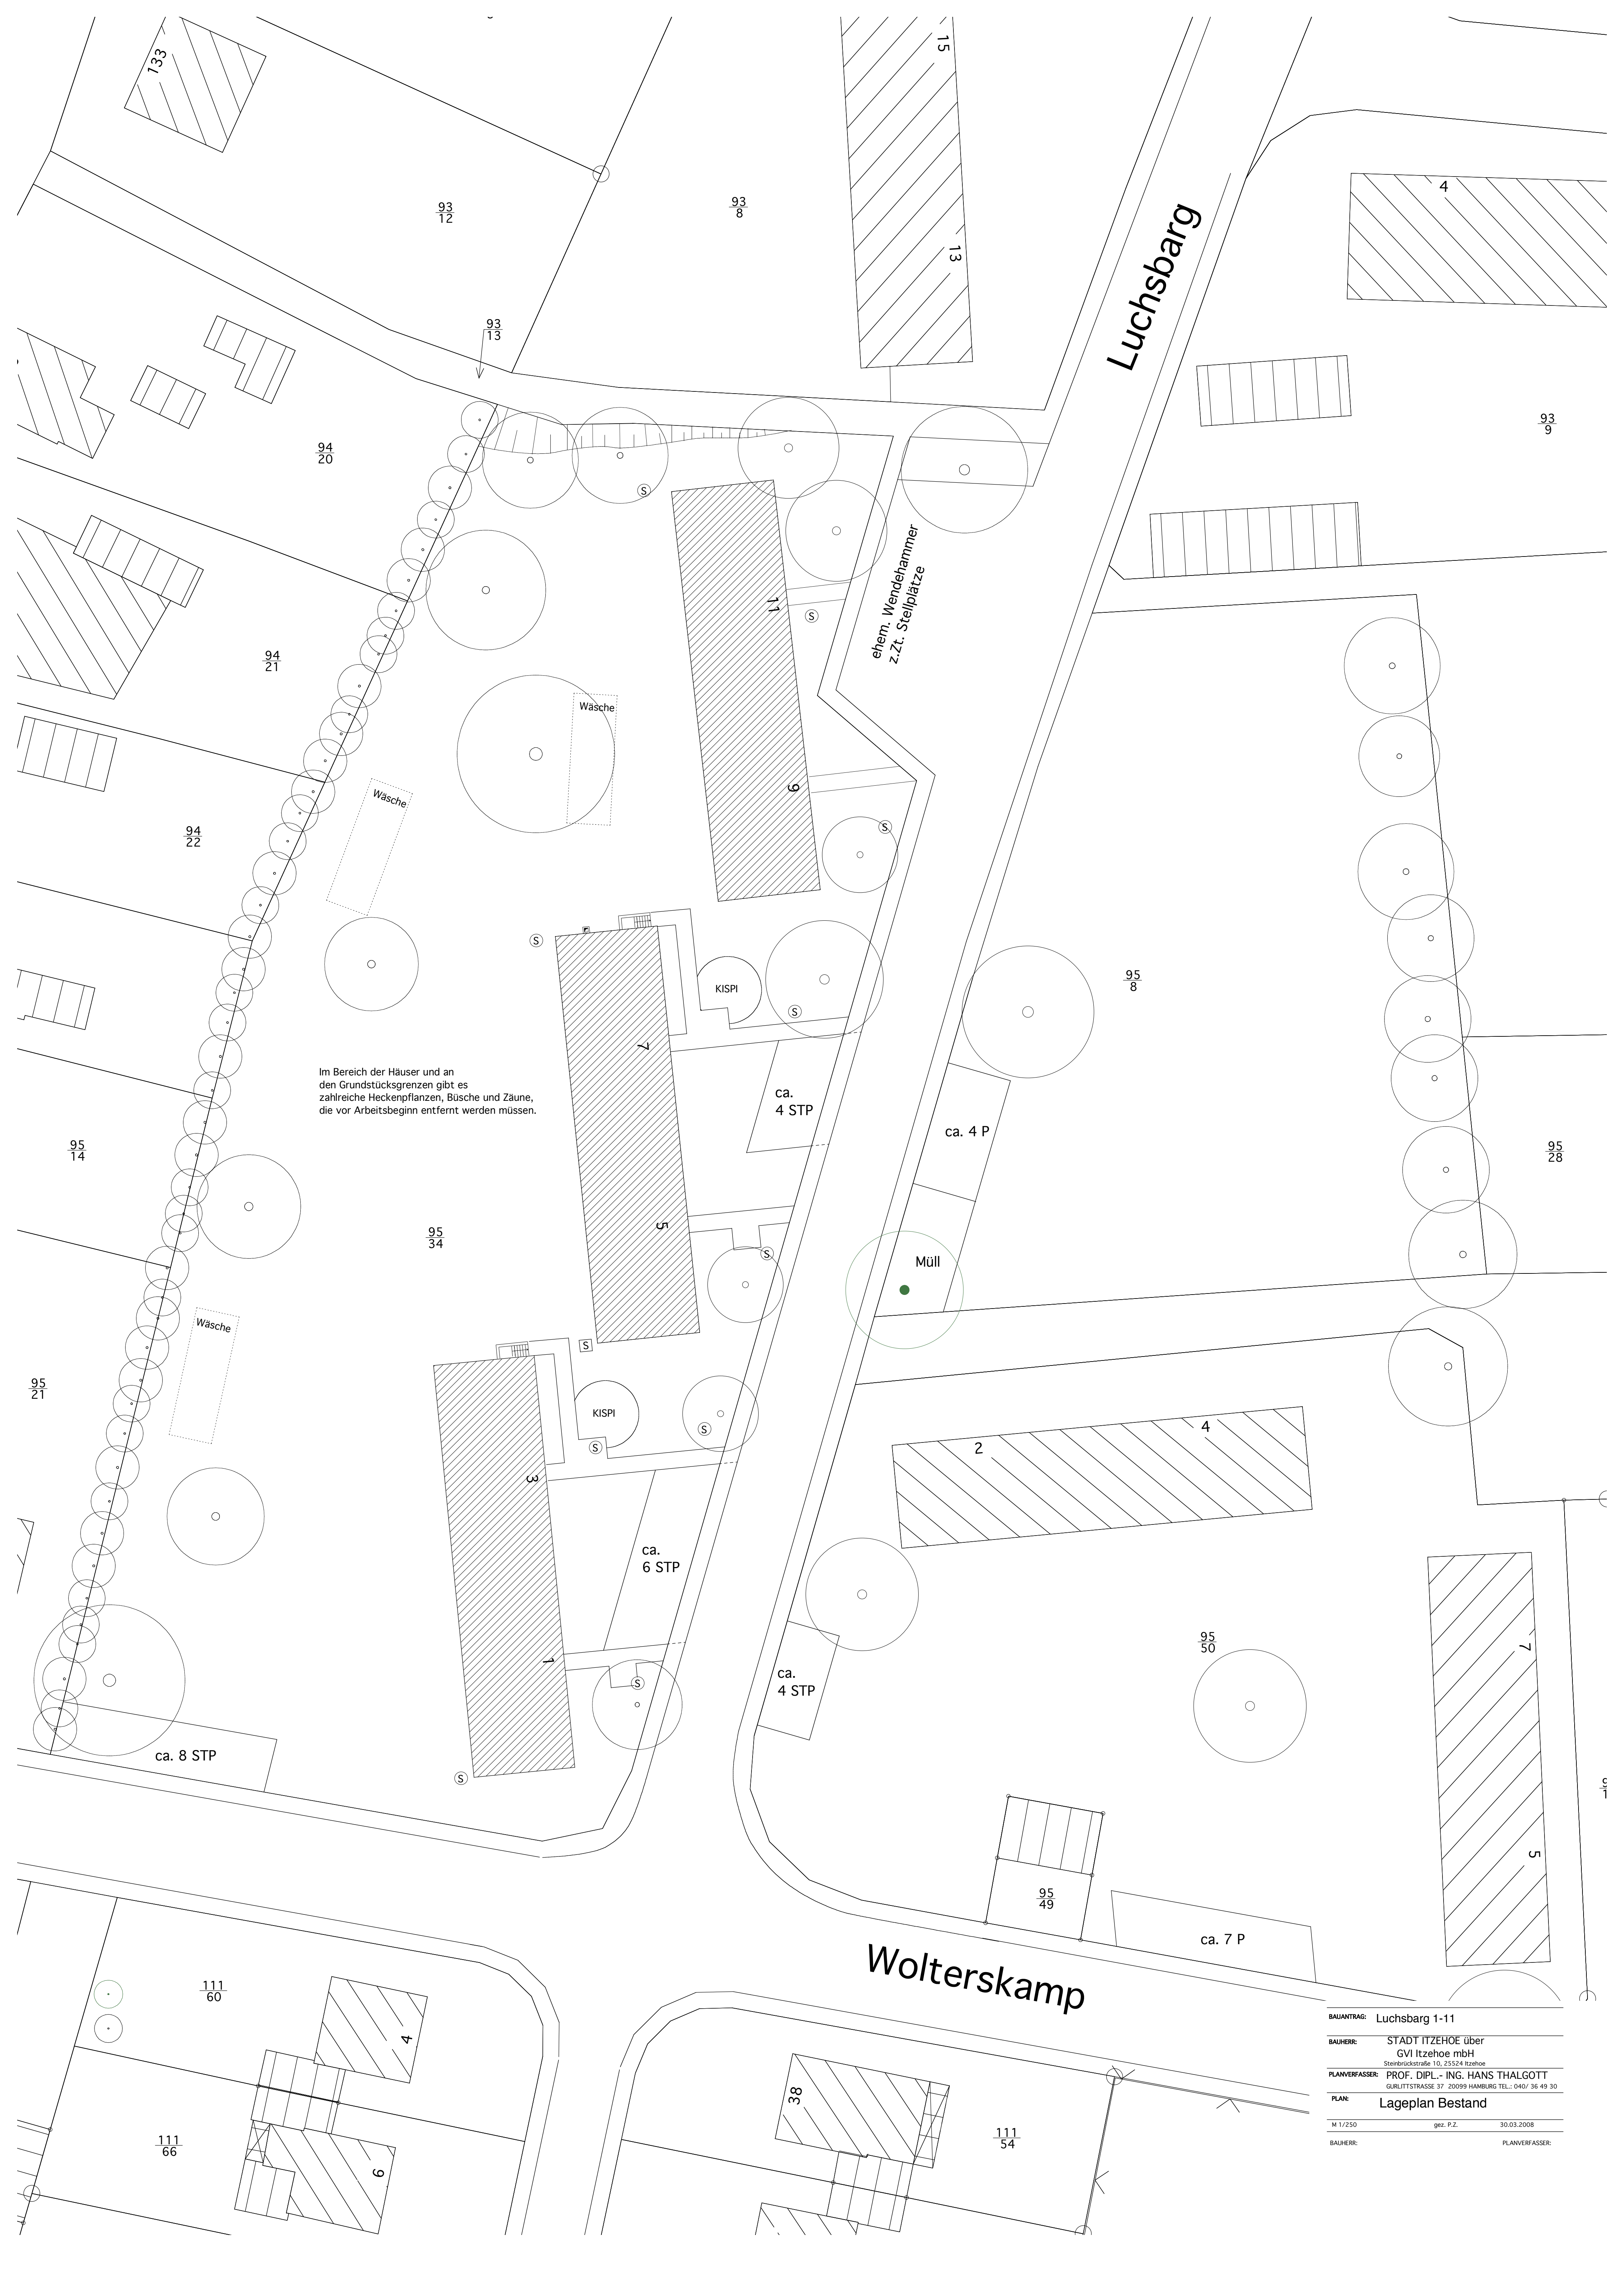 133
15
13
4
Luchsbarg
93
12
93
8
93
13
93
9
94
20
S
ehem. Wendehammer
z.Zt. Stellplätze
11
S
94
21
Wäsche
Wäsche
9
S
94
22
S
KISPI
S
7
95
8
Im Bereich der Häuser und an
den Grundstücksgrenzen gibt es
zahlreiche Heckenpflanzen, Büsche und Zäune,
die vor Arbeitsbeginn entfernt werden müssen.
ca.
4 STP
ca. 4 P
95
14
95
28
95
34
5
S
Müll
Wäsche
S
95
21
KISPI
S
S
2
4
3
ca.
6 STP
95
50
7
1
S
ca.
4 STP
ca. 8 STP
S
5
95
49
ca. 7 P
Wolterskamp
111
60
4
111
66
6
38
111
54
BAUANTRAG: Luchsbarg 1-11
BAUHERR: STADT ITZEHOE über
GVI Itzehoe mbH
Steinbrückstraße 10, 25524 Itzehoe
PLANVERFASSER: PROF. DIPL.- ING. HANS THALGOTT
GURLITTSTRASSE 37 20099 HAMBURG TEL.: 040/ 36 49 30
PLAN: Lageplan Bestand
M 1/250 gez. P.Z. 30.03.2008
BAUHERR: PLANVERFASSER: